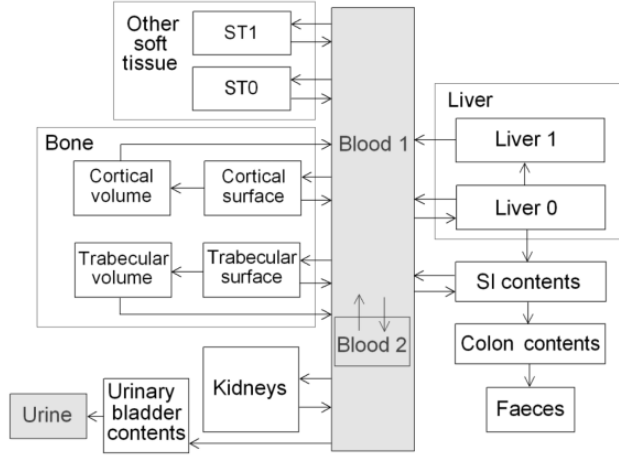 Other
soft
tissue
ST1
ST0
Blood 1
Liver
Liver 1
Liver 0
Bone
Cortical
volume
Cortical
surface
Trabecular
volume
Trabecular
surface
SI contents
Blood 2
Colon contents
Kidneys
Urine
Urinary
bladder
contents
Faeces